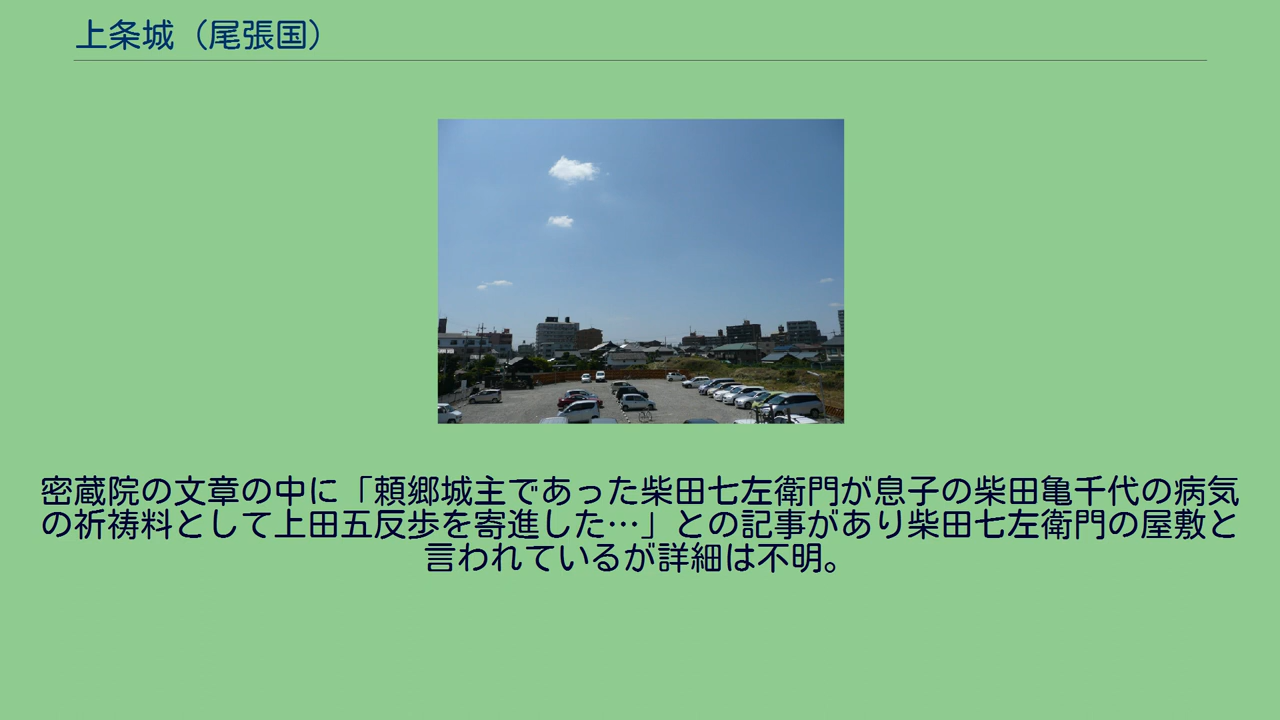 上条城（尾張国）
密蔵院の文章の中に「頼郷城主であった柴田七左衛門が息子の柴田亀千代の病気
の祈祷料として上田五反歩を寄進した…」との記事があり柴田七左衛門の屋敷と
言われているが詳細は不明。